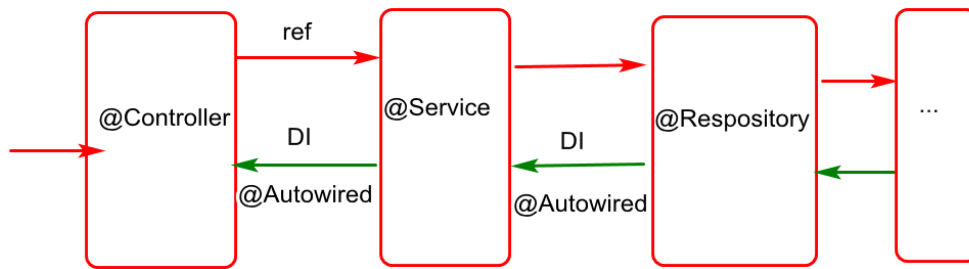 ref
@Controller
@Service
@Respository
...
DI
DI
@Autowired
@Autowired